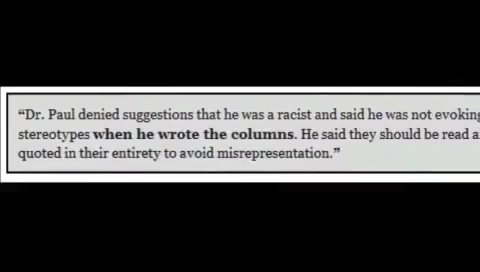 “Dr. Paul denied suggestions that he was a racist and said he was not evoking
stereotypes when he wrote the columns. He said they should be read a
quoted in their entirety to avoid misrepresentation.”